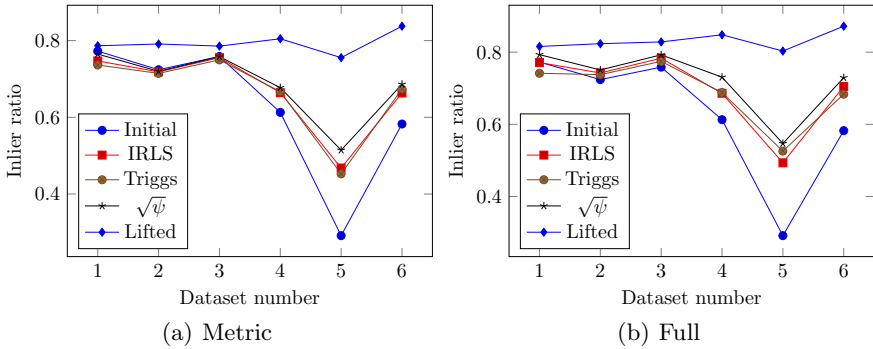 0.8
0.6
0.4
Inlier ratio
Initial
IRLS
Triggs
√ψ
Lifted
1 2 3 4 5 6
Dataset number
(a) Metric
0.8
0.6
0.4
Inlier ratio
Initial
IRLS
Triggs
√ψ
Lifted
1 2 3 4 5 6
Dataset number
(b) Full